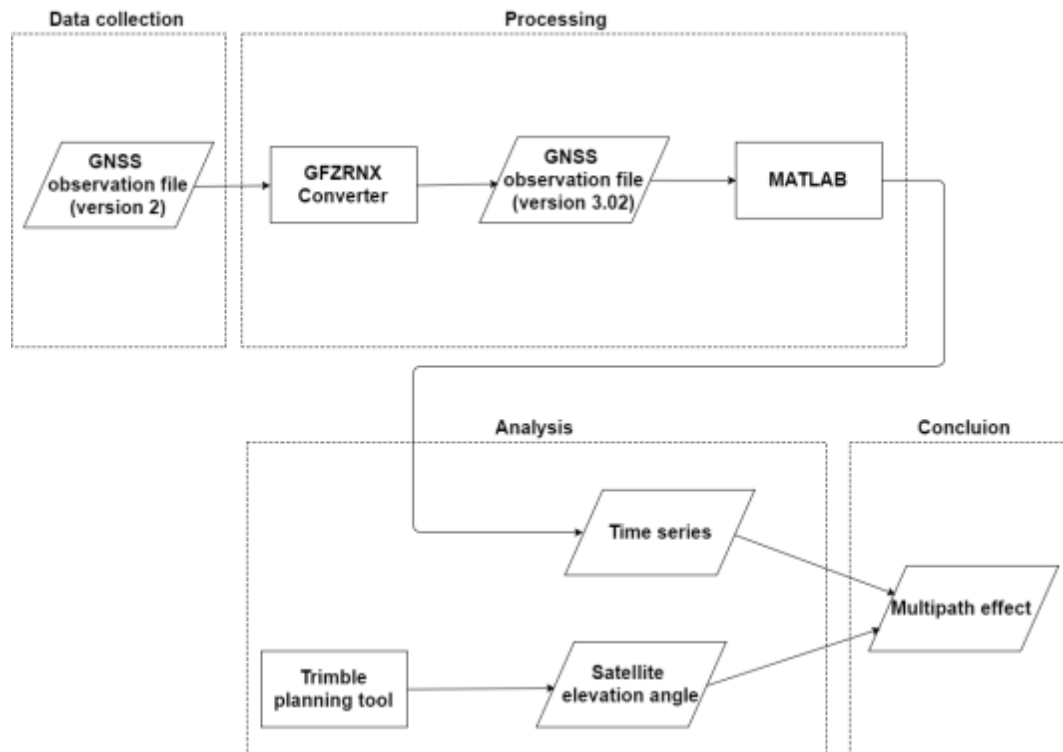 Data collection
Processing
GNSS
observation file
(version 2)
GFZRNX
Converter
GNSS
observation file
(version 3.02)
MATLAB
Analysis
Concluion
Time series
Multipath effect
Trimble
planning tool
Satellite
elevation angle